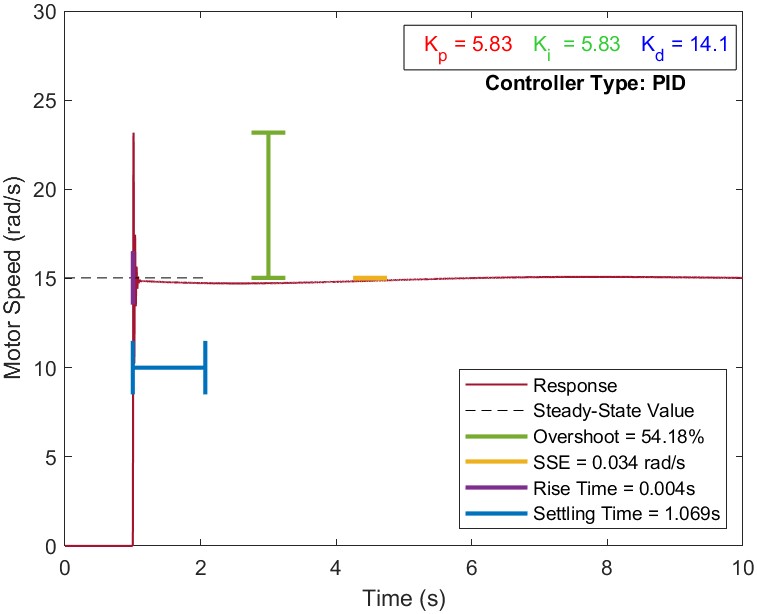 30
25
20
15
10
5
0
Motor Speed (rad/s)
0 2 4 6 8 10
Time (s)
Kp = 5.83 Ki = 5.83 Kd = 14.1
Controller Type: PID
Response
Steady-State Value
Overshoot = 54.18%
SSE = 0.034 rad/s
Rise Time = 0.004s
Settling Time = 1.069s